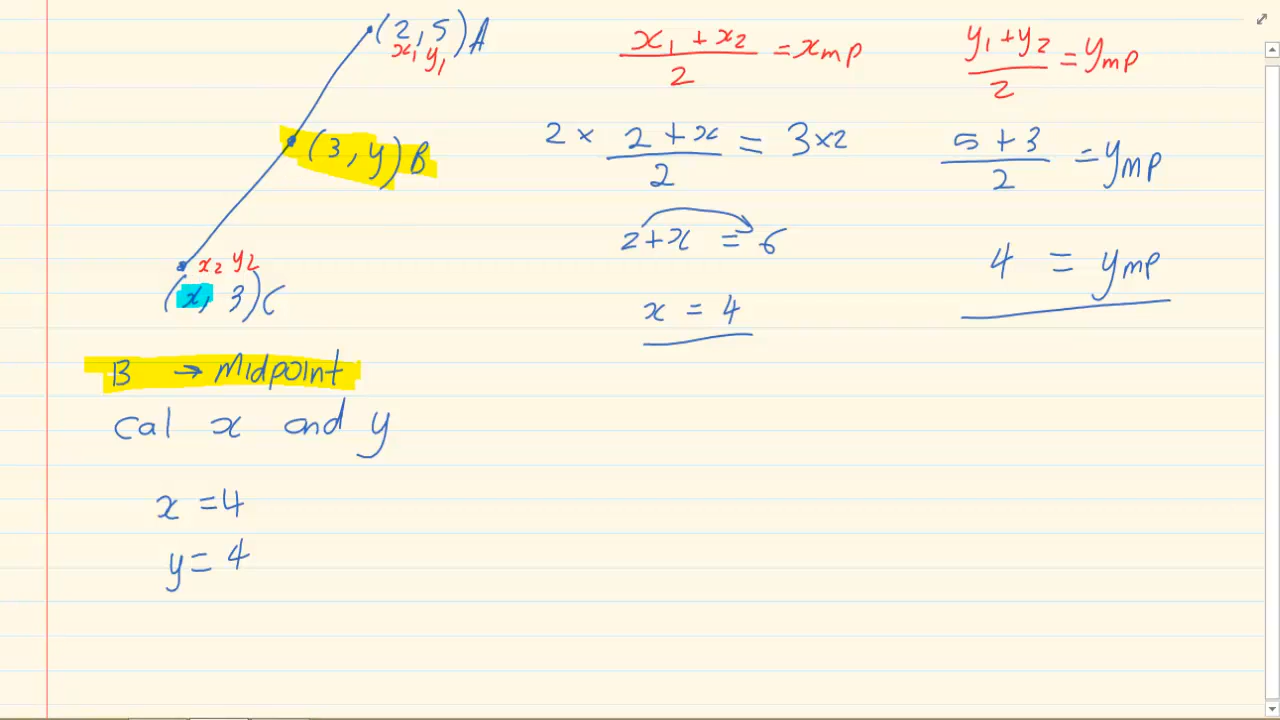 (2, 5) A
x₁ y₁
(3, y) B
x₂ y₂
(x, 3) C
B → Midpoint
Cal x and y
x = 4
y = 4
(x₁ + x₂)/2 = xmp
2 × (2 + x)/2 = 3 × 2
2 + x = 6
x = 4
(y₁ + y₂)/2 = ymp
(5 + 3)/2 = ymp
4 = ymp